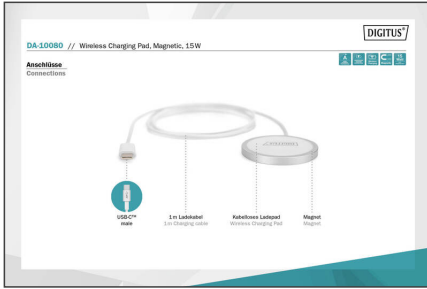 DIGITUS®
DA-10080 // Wireless Charging Pad, Magnetic, 15 W
Anschlüsse
Connections
USB-C™
male
1 m Ladekabel
1 m Charging cable
Kabelloses Ladepad
Wireless Charging Pad
Magnet
Magnet